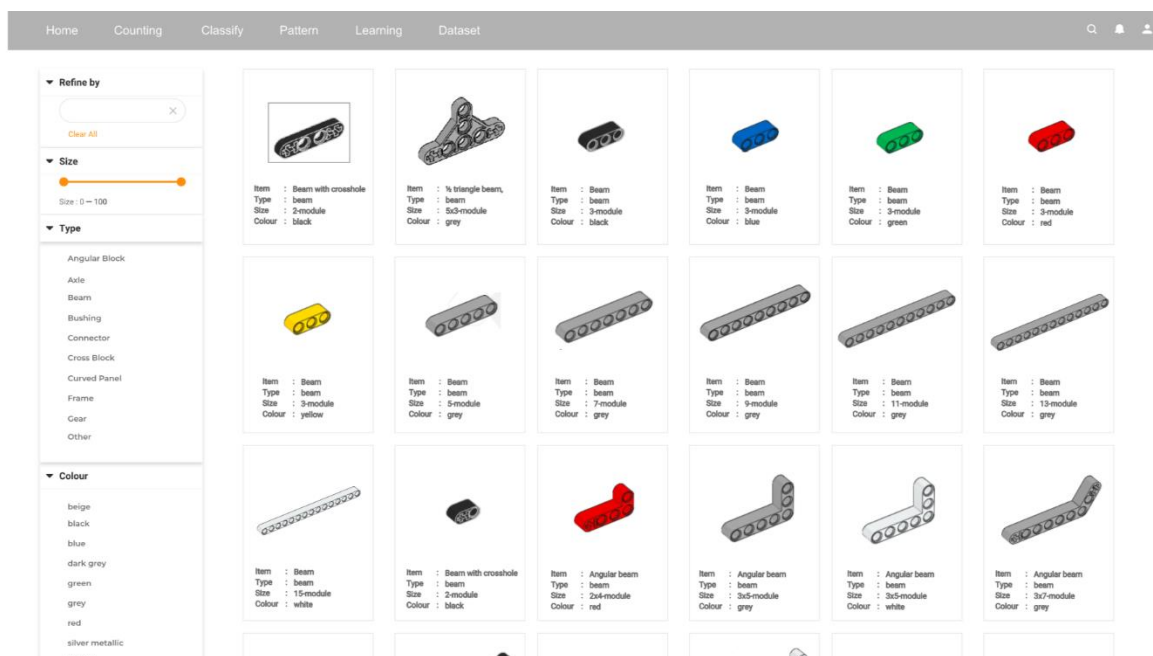 Home Counting Classify Pattern Learning Dataset
Refine by
Clear All
Size
Size : 0 — 100
Type
Angular Block
Axle
Beam
Bushing
Connector
Cross Block
Curved Panel
Frame
Gear
Other
Colour
beige
black
blue
dark grey
green
grey
red
silver metallic
Item : Beam with crosshole
Type : beam
Size : 2-module
Colour : black
Item : ½ triangle beam,
Type : beam
Size : 5x3-module
Colour : grey
Item : Beam
Type : beam
Size : 3-module
Colour : black
Item : Beam
Type : beam
Size : 3-module
Colour : blue
Item : Beam
Type : beam
Size : 3-module
Colour : green
Item : Beam
Type : beam
Size : 3-module
Colour : red
Item : Beam
Type : beam
Size : 3-module
Colour : yellow
Item : Beam
Type : beam
Size : 5-module
Colour : grey
Item : Beam
Type : beam
Size : 7-module
Colour : grey
Item : Beam
Type : beam
Size : 9-module
Colour : grey
Item : Beam
Type : beam
Size : 11-module
Colour : grey
Item : Beam
Type : beam
Size : 13-module
Colour : grey
Item : Beam
Type : beam
Size : 15-module
Colour : white
Item : Beam with crosshole
Type : beam
Size : 2-module
Colour : black
Item : Angular beam
Type : beam
Size : 2x4-module
Colour : red
Item : Angular beam
Type : beam
Size : 3x5-module
Colour : grey
Item : Angular beam
Type : beam
Size : 3x5-module
Colour : white
Item : Angular beam
Type : beam
Size : 3x7-module
Colour : grey